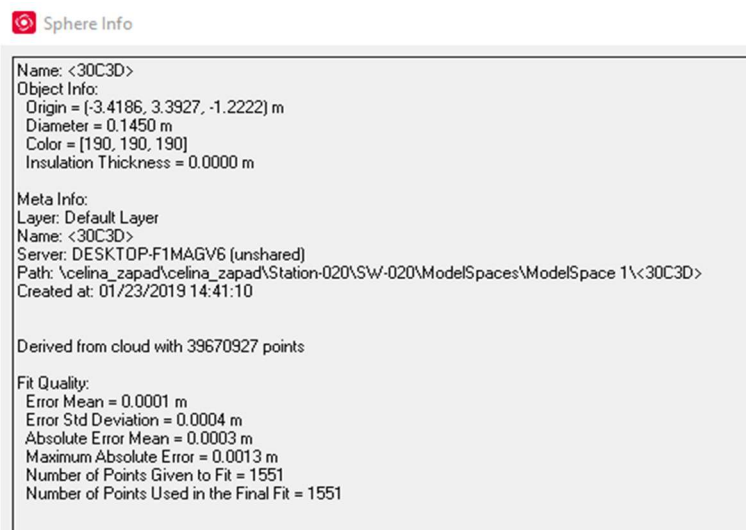 Sphere Info
Name: <30C3D>
Object Info:
Origin = (-3.4186, 3.3927, -1.2222) m
Diameter = 0.1450 m
Color = [190, 190, 190]
Insulation Thickness = 0.0000 m
Meta Info:
Layer: Default Layer
Name: <30C3D>
Server: DESKTOP-F1MAGV6 (unshared)
Path: \celina_zapad\celina_zapad\Station-020\SW-020\ModelSpaces\ModelSpace 1\<30C3D>
Created at: 01/23/2019 14:41:10
Derived from cloud with 39670927 points
Fit Quality:
Error Mean = 0.0001 m
Error Std Deviation = 0.0004 m
Absolute Error Mean = 0.0003 m
Maximum Absolute Error = 0.0013 m
Number of Points Given to Fit = 1551
Number of Points Used in the Final Fit = 1551